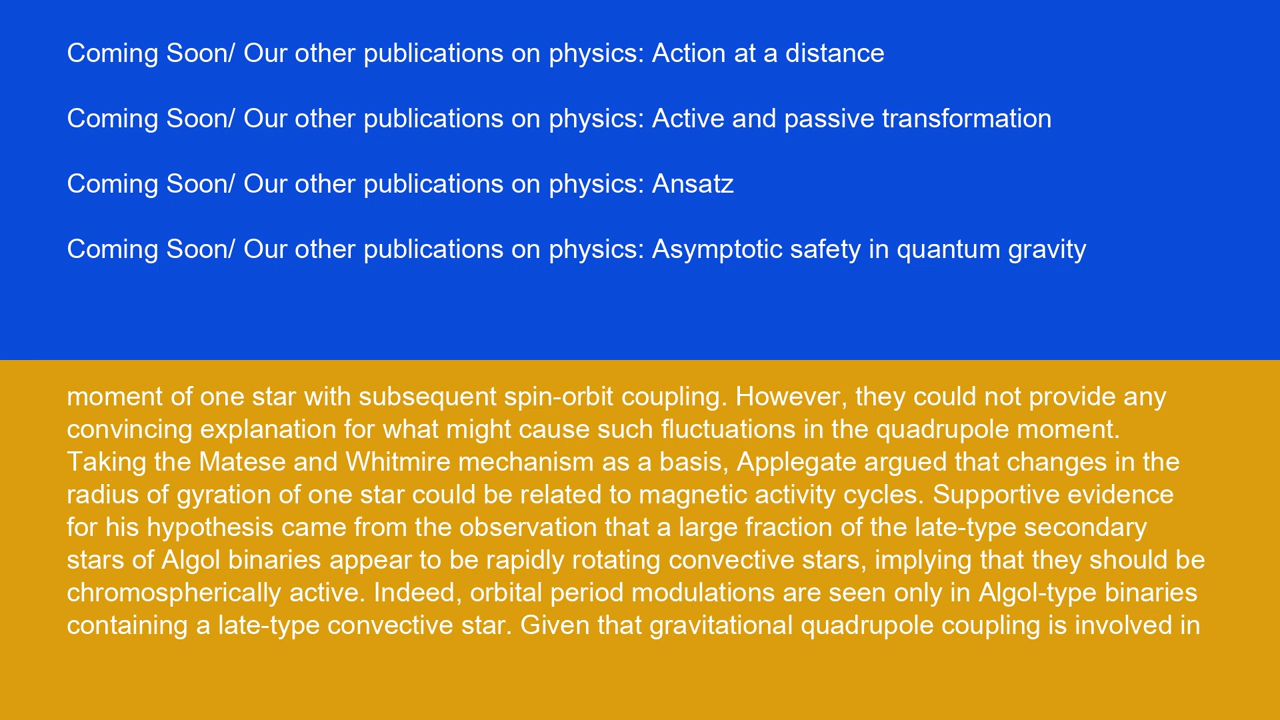 Coming Soon/ Our other publications on physics: Action at a distance
Coming Soon/ Our other publications on physics: Active and passive transformation
Coming Soon/ Our other publications on physics: Ansatz
Coming Soon/ Our other publications on physics: Asymptotic safety in quantum gravity
moment of one star with subsequent spin-orbit coupling. However, they could not provide any
convincing explanation for what might cause such fluctuations in the quadrupole moment.
Taking the Matese and Whitmire mechanism as a basis, Applegate argued that changes in the
radius of gyration of one star could be related to magnetic activity cycles. Supportive evidence
for his hypothesis came from the observation that a large fraction of the late-type secondary
stars of Algol binaries appear to be rapidly rotating convective stars, implying that they should be
chromospherically active. Indeed, orbital period modulations are seen only in Algol-type binaries
containing a late-type convective star. Given that gravitational quadrupole coupling is involved in